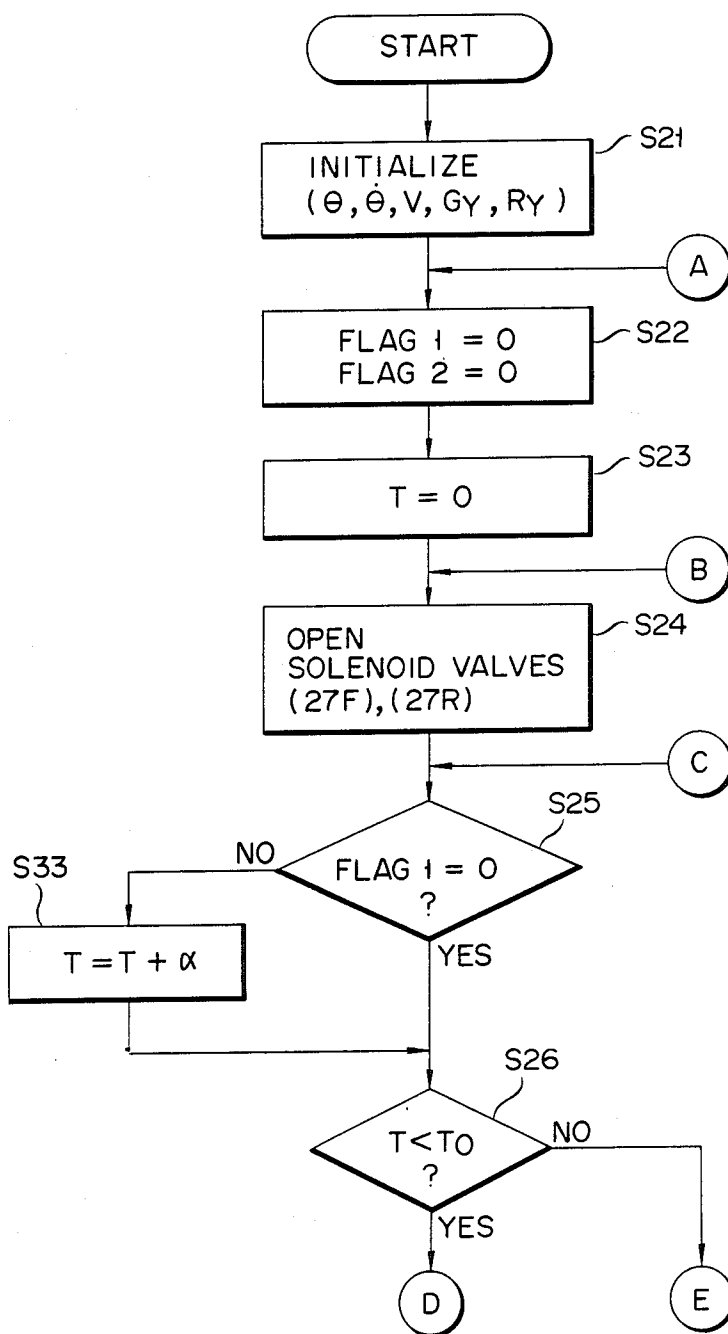 START
S21
INITIALIZE
(θ, θ̇, V, GY, RY)
A
S22
FLAG 1 = 0
FLAG 2 = 0
S23
T = 0
B
S24
OPEN
SOLENOID VALVES
(27F),(27R)
C
S25
FLAG 1 = 0
?
NO
YES
S33
T = T + α
S26
T<TO
?
NO
YES
D
E